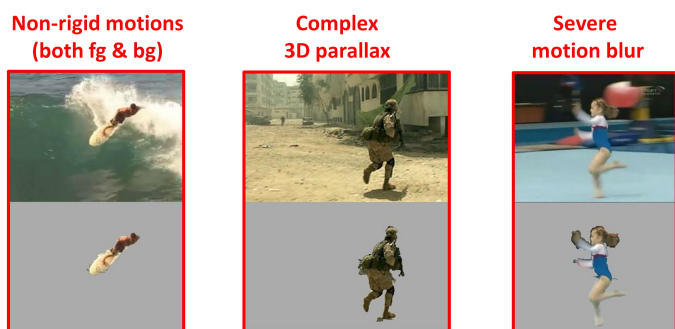 Non-rigid motions
(both fg & bg)
Complex
3D parallax
Severe
motion blur